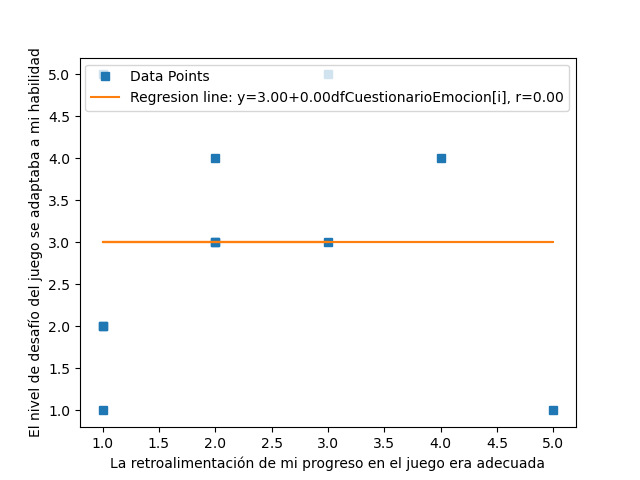 Data Points
Regresion line: y=3.00+0.00dfCuestionarioEmocion[i], r=0.00
El nivel de desafío del juego se adaptaba a mi habilidad
5.0
4.5
4.0
3.5
3.0
2.5
2.0
1.5
1.0
1.0 1.5 2.0 2.5 3.0 3.5 4.0 4.5 5.0
La retroalimentación de mi progreso en el juego era adecuada